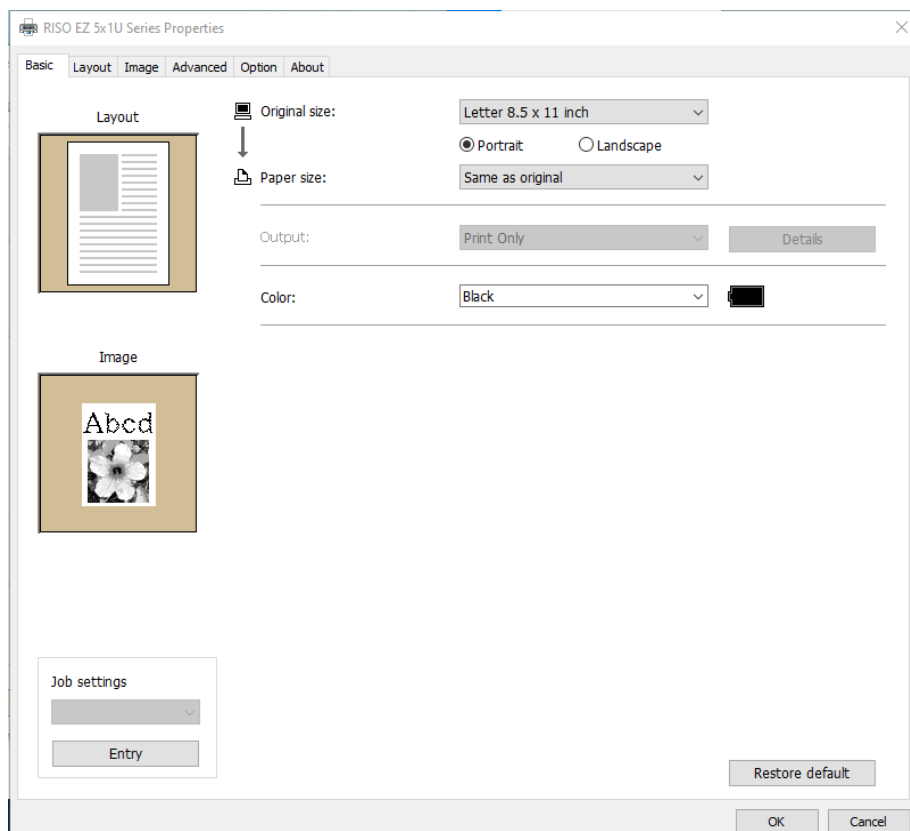 RISO EZ 5x1U Series Properties
Basic Layout Image Advanced Option About
Layout
Original size: Letter 8.5 x 11 inch
Portrait Landscape
Paper size: Same as original
Output: Print Only Details
Color: Black
Image
Abcd
Job settings
Entry
Restore default
OK Cancel